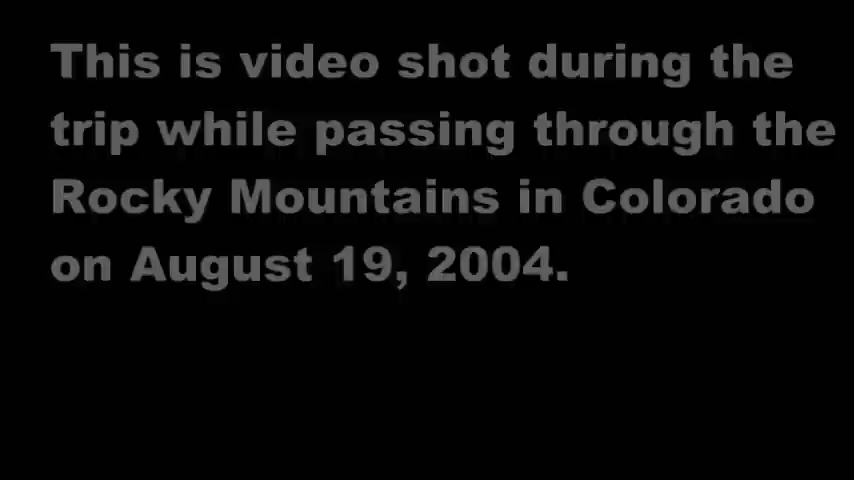 This is video shot during the
trip while passing through the
Rocky Mountains in Colorado
on August 19, 2004.